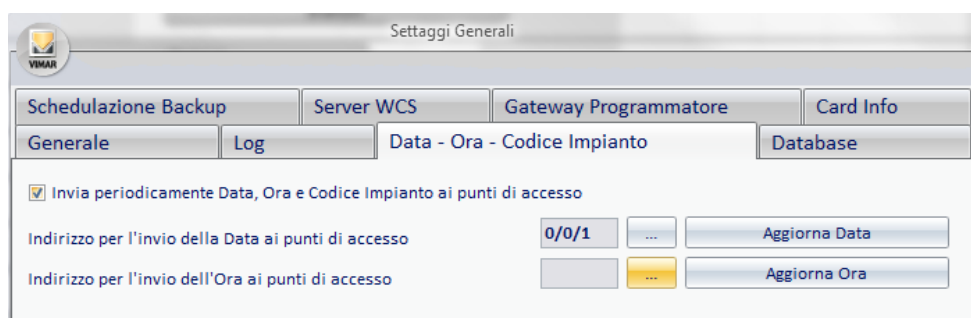 Settaggi Generali
VIMAR
Schedulazione Backup Server WCS Gateway Programmatore Card Info
Generale Log Data - Ora - Codice Impianto Database
Invia periodicamente Data, Ora e Codice Impianto ai punti di accesso
Indirizzo per l'invio della Data ai punti di accesso 0/0/1 ... Aggiorna Data
Indirizzo per l'invio dell'Ora ai punti di accesso ... Aggiorna Ora